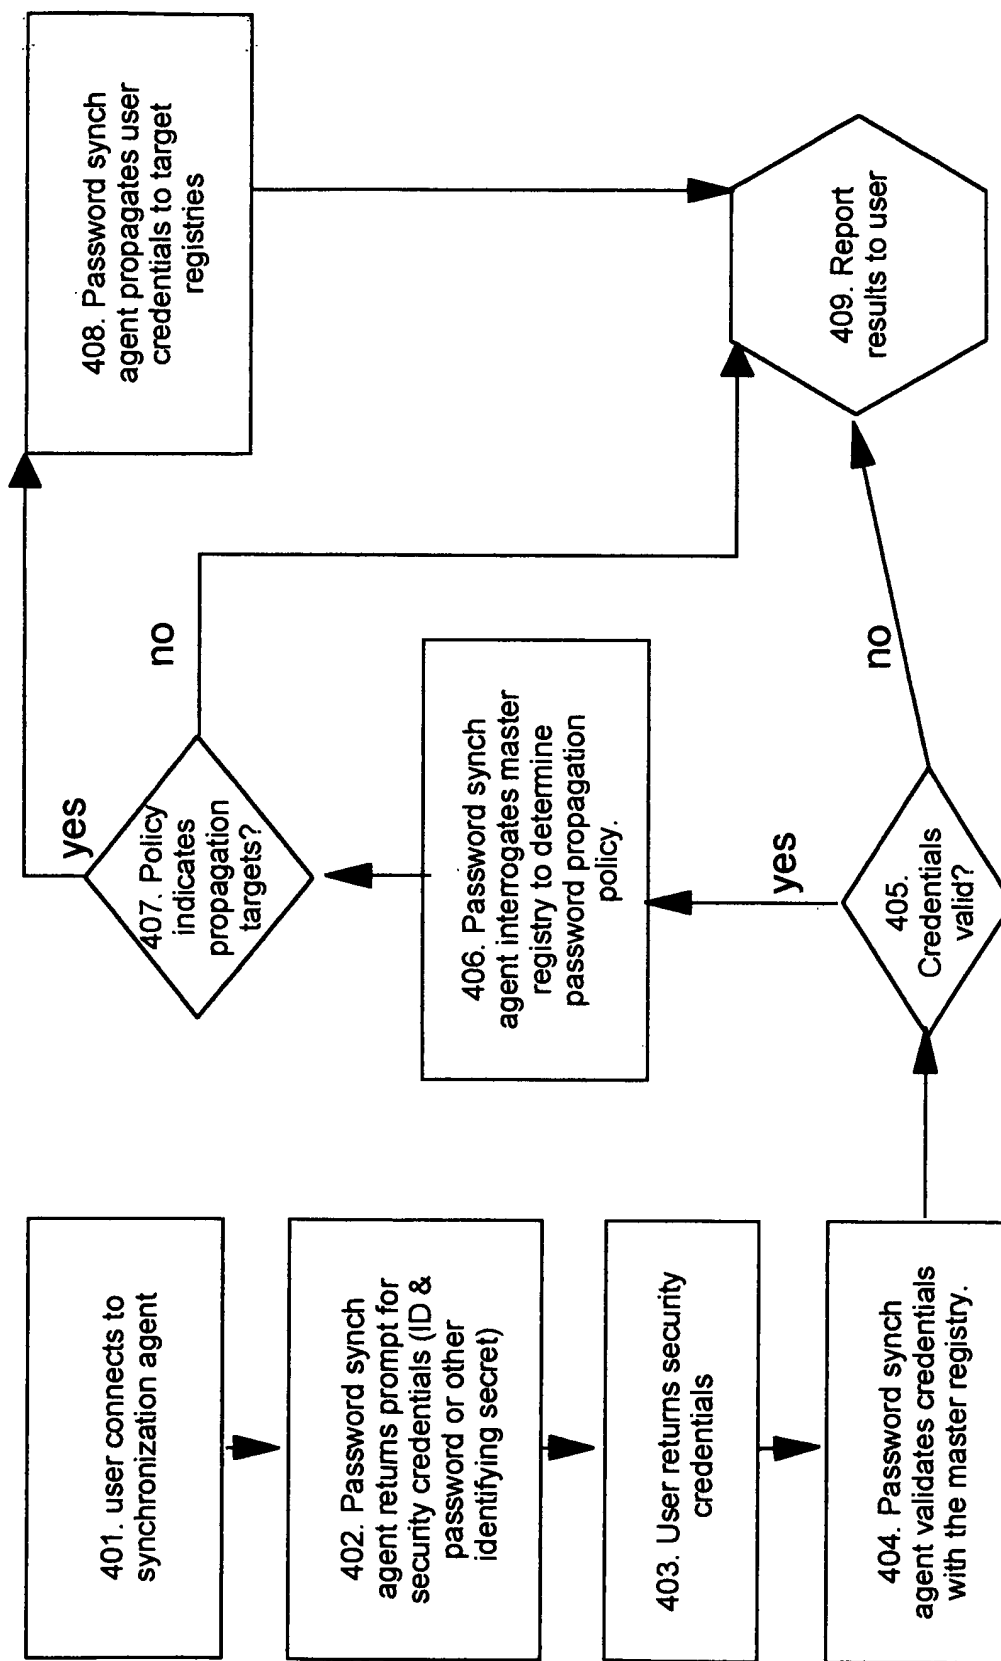 401. user connects to
synchronization agent
402. Password synch
agent returns prompt for
security credentials (ID &
password or other
identifying secret)
403. User returns security
credentials
404. Password synch
agent validates credentials
with the master registry.
405.
Credentials
valid?
yes
no
406. Password synch
agent interrogates master
registry to determine
password propagation
policy.
407. Policy
indicates
propagation
targets?
yes
no
408. Password synch
agent propagates user
credentials to target
registries
409. Report
results to user